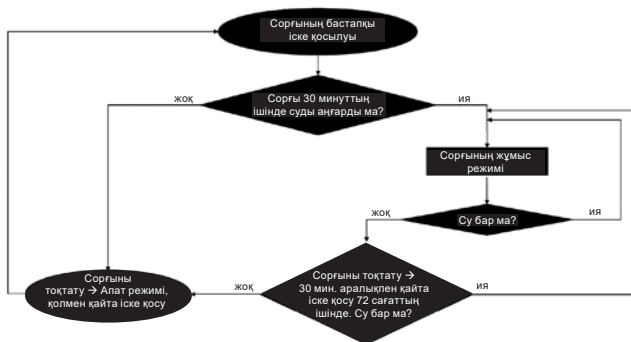 Сорғының бастапқы
іске қосылуы
Сорғы 30 минуттың
ішінде суды аңғарды ма?
жоқ
ия
Сорғының жұмыс
режимі
Су бар ма?
жоқ
ия
Сорғыны тоқтату →
30 мин. аралықпен қайта
іске қосу 72 сағаттың
ішінде. Су бар ма?
жоқ
ия
Сорғыны
тоқтату → Апат режимі,
қолмен қайта іске қосу